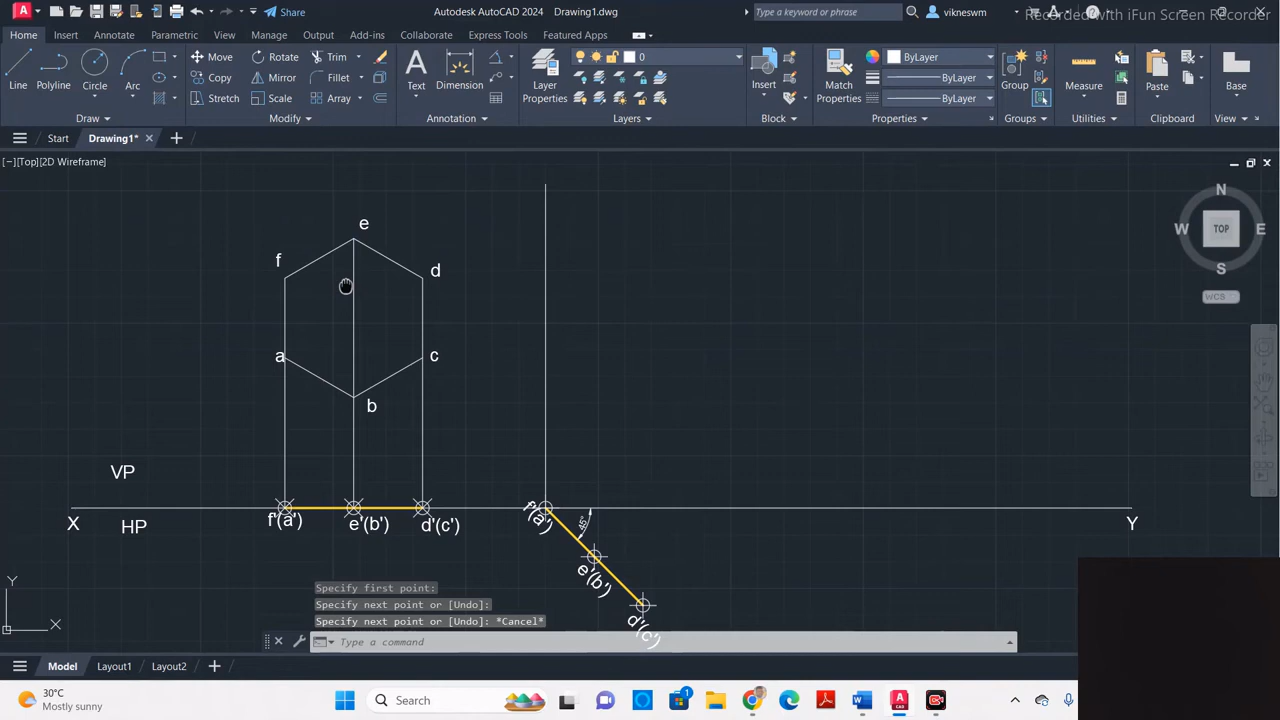 Autodesk AutoCAD 2024 Drawing1.dwg
Share
Type a keyword or phrase
vikneswm
Recorded with iFun Screen Recorder
Home Insert Annotate Parametric View Manage Output Add-ins Collaborate Express Tools Featured Apps
Line Polyline Circle Arc
Move Rotate Trim
Copy Mirror Fillet
Stretch Scale Array
Text Dimension
Layer Properties
0
Insert
Match Properties
ByLayer
ByLayer
ByLayer
Group
Measure
Paste
Base
Draw Modify Annotation Layers Block Properties Groups Utilities Clipboard View
Start Drawing1*
[−][Top][2D Wireframe]
N
W TOP E
S
WCS
e
f
d
a
c
b
VP
X HP
Y
f'(a') e'(b') d'(c')
f'(a')
45°
e'(b')
d'(c')
Y
X
Specify first point:
Specify next point or [Undo]:
Specify next point or [Undo]: *Cancel*
Type a command
Model Layout1 Layout2
30°C
Mostly sunny
Search
1